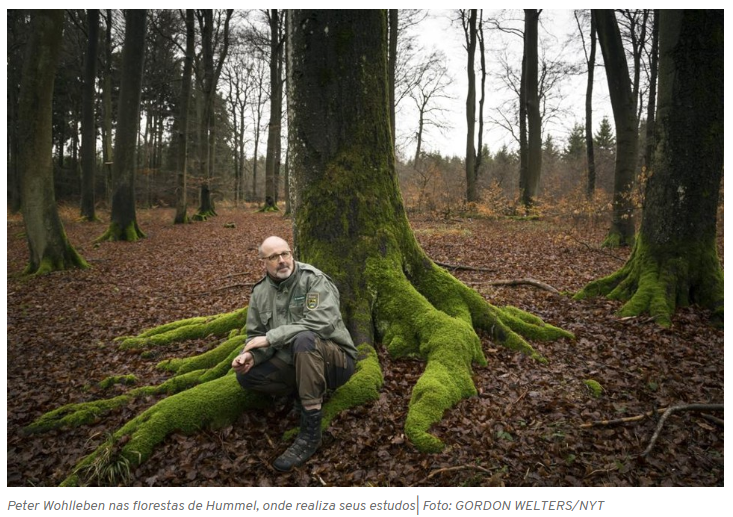 Peter Wohlleben nas florestas de Hummel, onde realiza seus estudos| Foto: GORDON WELTERS/NYT